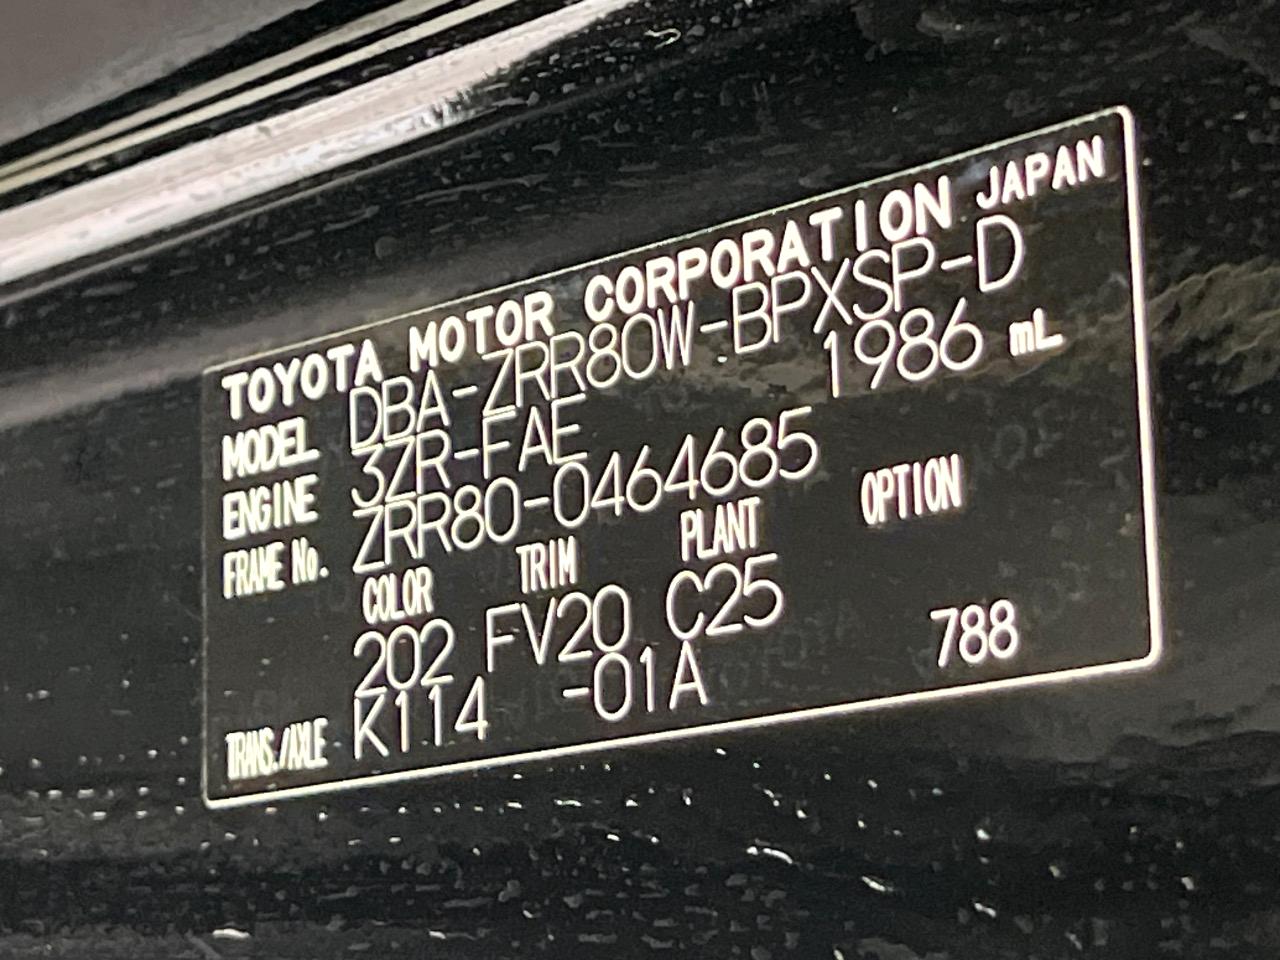 TOYOTA MOTOR CORPORATION JAPAN
MODEL DBA-ZRR80W-BPXSP-D
ENGINE 3ZR-FAE 1986 mL
FRAME No. ZRR80-0464685
COLOR TRIM PLANT OPTION
202 FV20 C25
TRANS./AXLE K114 -01A 788